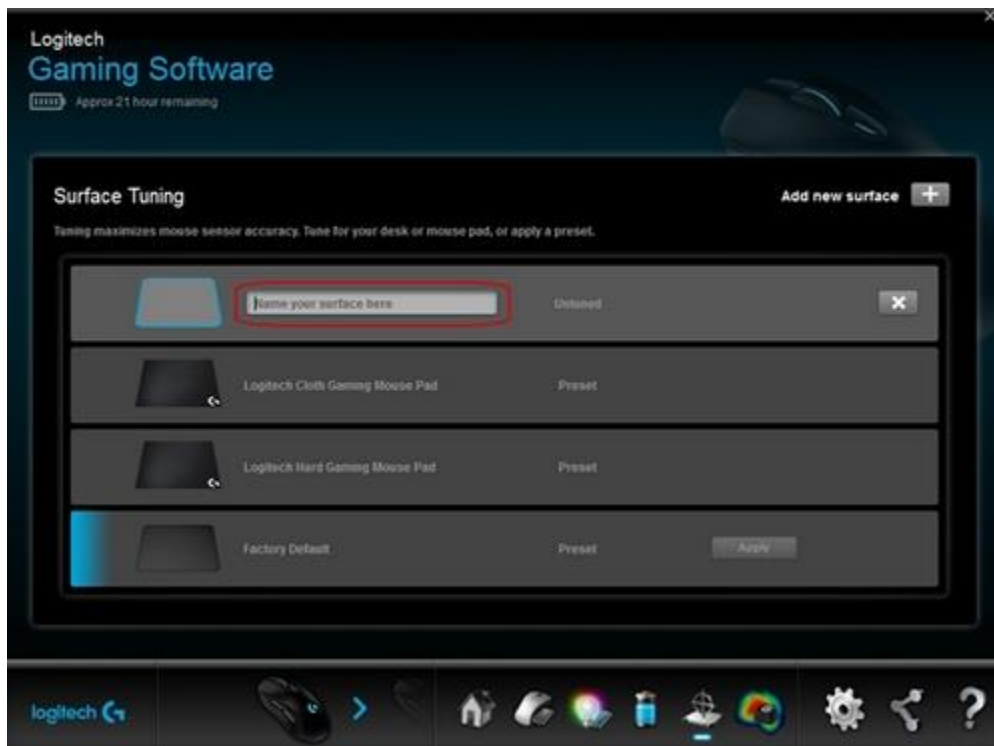 Logitech
Gaming Software
Approx 21 hour remaining
Surface Tuning
Add new surface
Tuning maximizes mouse sensor accuracy. Tune for your desk or mouse pad, or apply a preset.
Name your surface here
Untuned
Logitech Cloth Gaming Mouse Pad
Preset
Logitech Hard Gaming Mouse Pad
Preset
Factory Default
Preset
Apply
logitech G